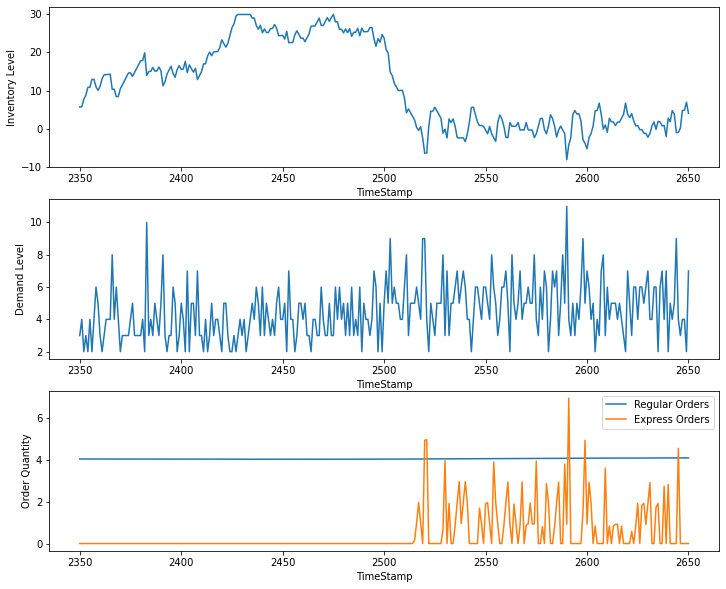 30
20
10
0
−10
Inventory Level
2350 2400 2450 2500 2550 2600 2650
TimeStamp
10
8
6
4
2
Demand Level
2350 2400 2450 2500 2550 2600 2650
TimeStamp
6
4
2
0
Order Quantity
Regular Orders
Express Orders
2350 2400 2450 2500 2550 2600 2650
TimeStamp